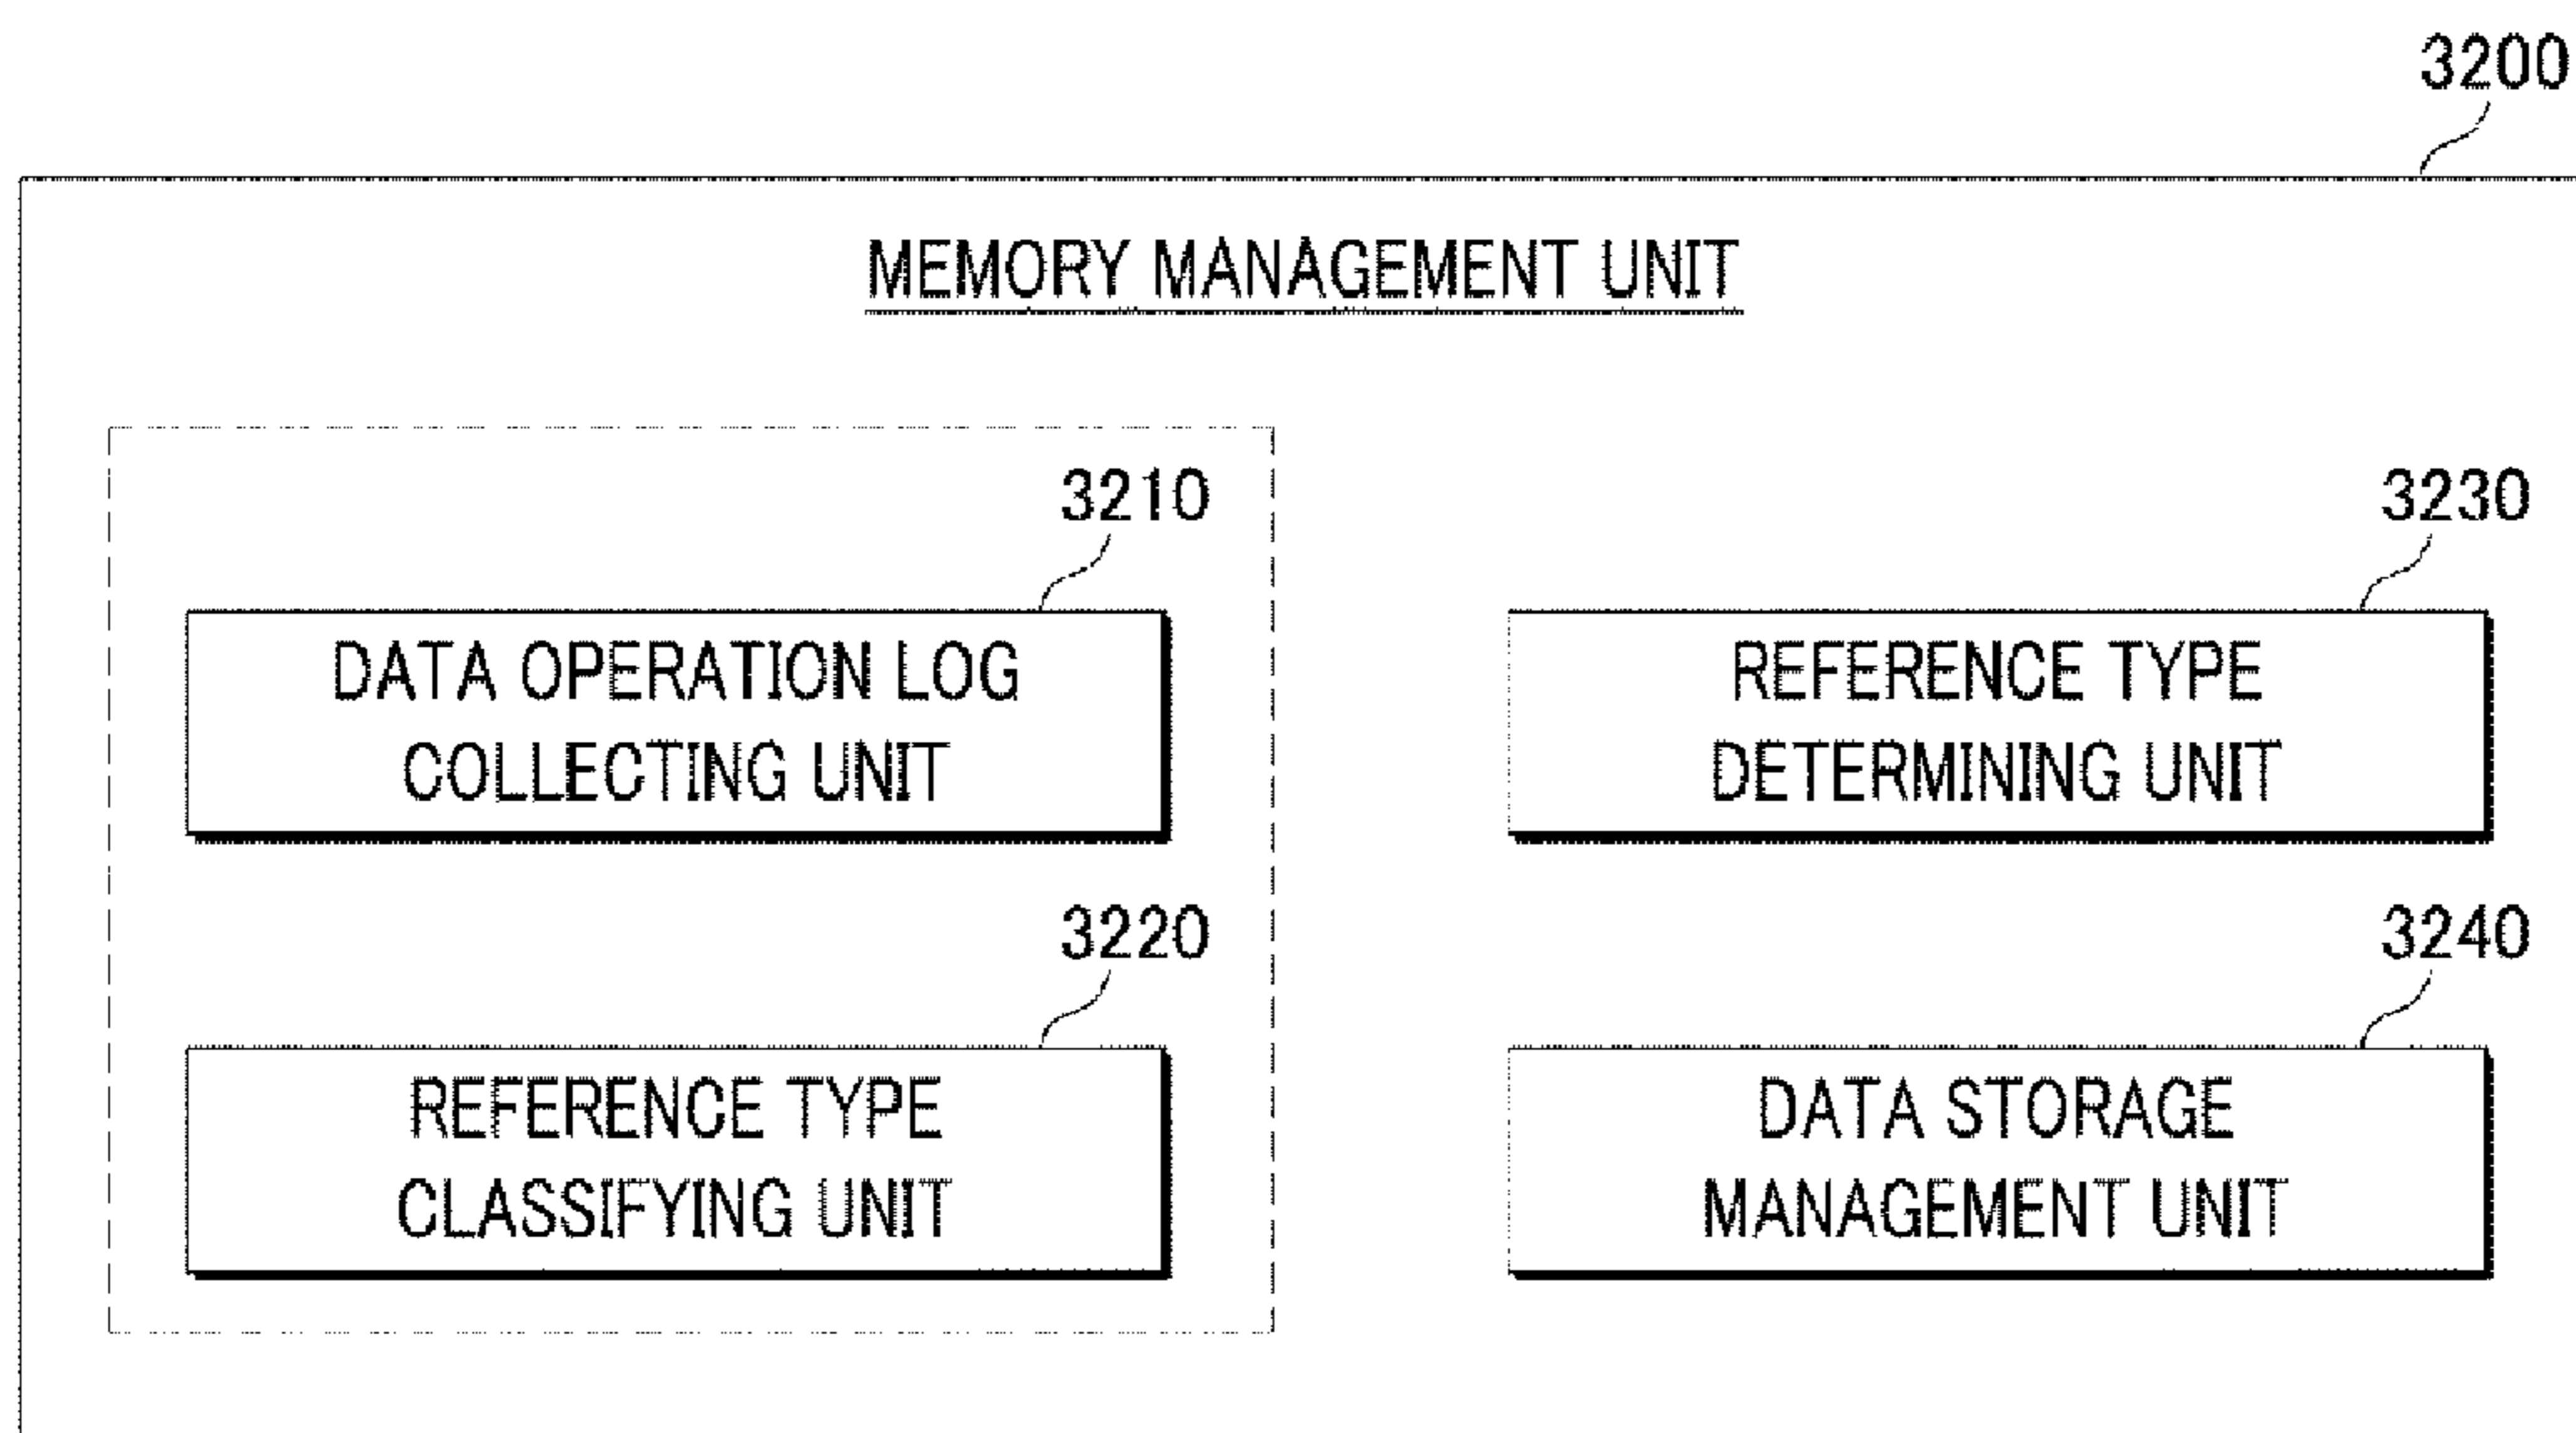 3200
MEMORY MANAGEMENT UNIT
3210
DATA OPERATION LOG
COLLECTING UNIT
3230
REFERENCE TYPE
DETERMINING UNIT
3220
REFERENCE TYPE
CLASSIFYING UNIT
3240
DATA STORAGE
MANAGEMENT UNIT